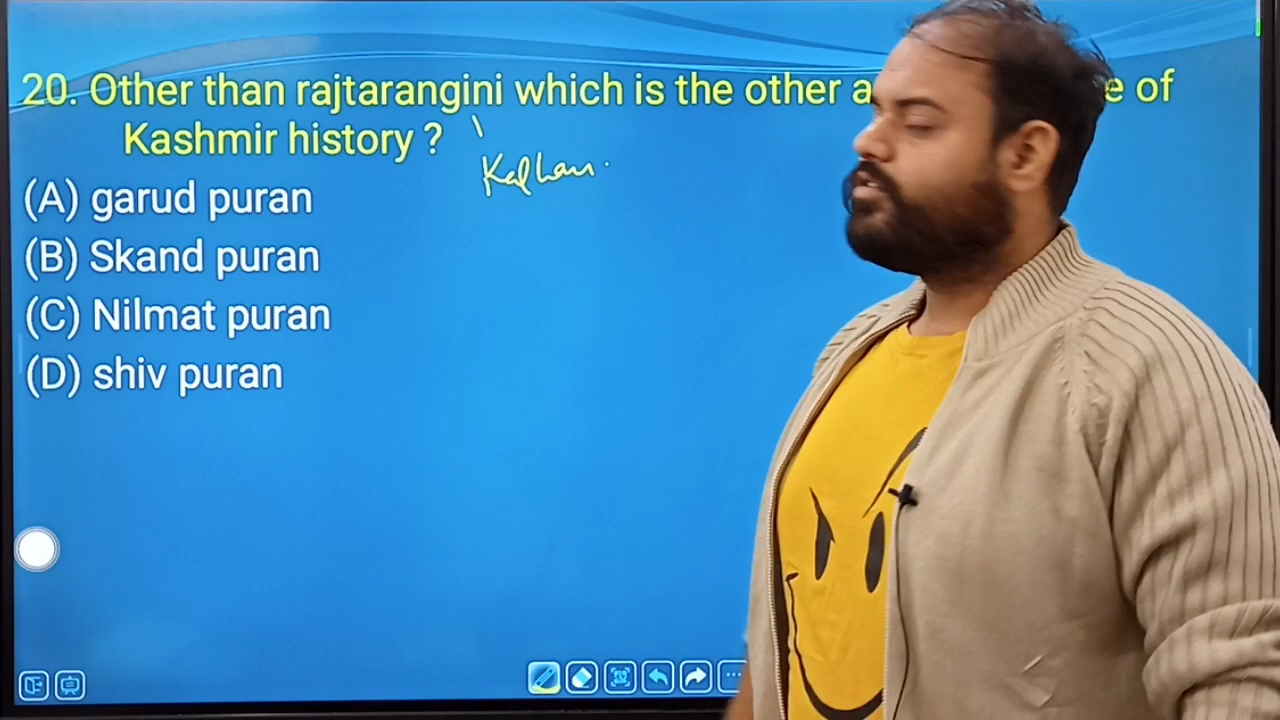 20. Other than rajtarangini which is the other a e of
Kashmir history ?
Kalhan.
(A) garud puran
(B) Skand puran
(C) Nilmat puran
(D) shiv puran